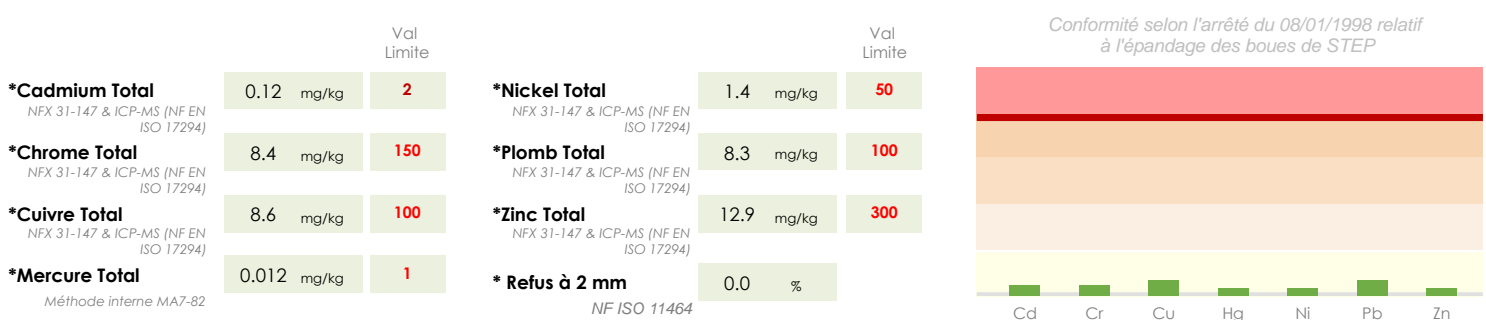 Val
Limite
*Cadmium Total 0.12 mg/kg 2
NFX 31-147 & ICP-MS (NF EN
ISO 17294)
*Chrome Total 8.4 mg/kg 150
NFX 31-147 & ICP-MS (NF EN
ISO 17294)
*Cuivre Total 8.6 mg/kg 100
NFX 31-147 & ICP-MS (NF EN
ISO 17294)
*Mercure Total 0.012 mg/kg 1
Méthode interne MA7-82
Val
Limite
*Nickel Total 1.4 mg/kg 50
NFX 31-147 & ICP-MS (NF EN
ISO 17294)
*Plomb Total 8.3 mg/kg 100
NFX 31-147 & ICP-MS (NF EN
ISO 17294)
*Zinc Total 12.9 mg/kg 300
NFX 31-147 & ICP-MS (NF EN
ISO 17294)
* Refus à 2 mm 0.0 %
NF ISO 11464
Conformité selon l'arrêté du 08/01/1998 relatif
à l'épandage des boues de STEP
Cd Cr Cu Hg Ni Pb Zn